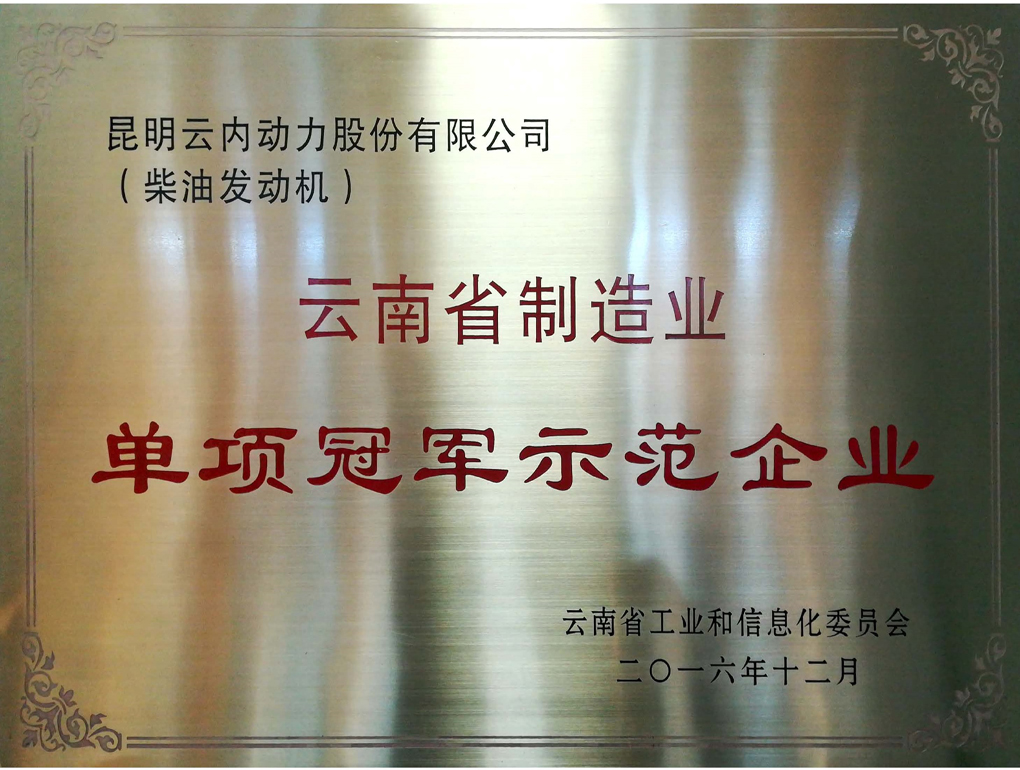 昆明云内动力股份有限公司
（柴油发动机）
云南省制造业
单项冠军示范企业
云南省工业和信息化委员会
二〇一六年十二月